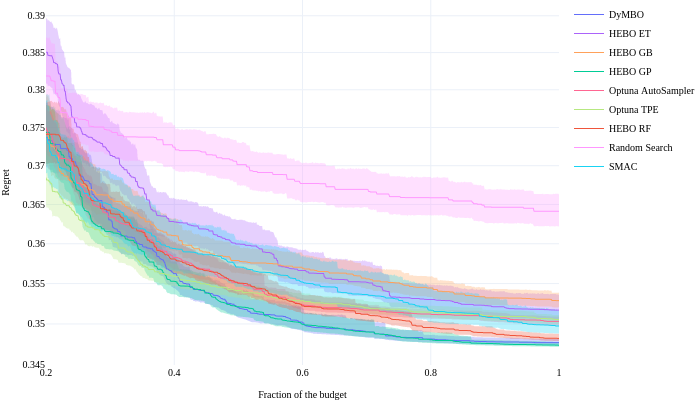 0.39
0.385
0.38
0.375
0.37
0.365
0.36
0.355
0.35
0.345
Regret
0.2
0.4
0.6
0.8
1
Fraction of the budget
DyMBO
HEBO ET
HEBO GB
HEBO GP
Optuna AutoSampler
Optuna TPE
HEBO RF
Random Search
SMAC